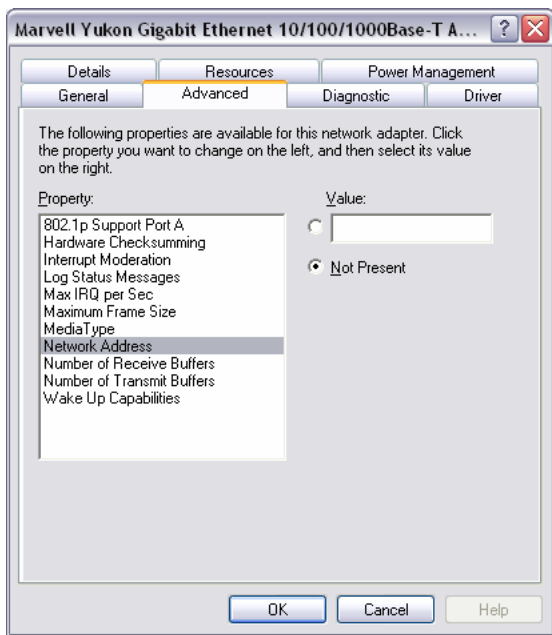 Marvell Yukon Gigabit Ethernet 10/100/1000Base-T A...
Details Resources Power Management
General Advanced Diagnostic Driver
The following properties are available for this network adapter. Click
the property you want to change on the left, and then select its value
on the right.
Property: Value:
802.1p Support Port A
Hardware Checksumming
Interrupt Moderation
Log Status Messages
Max IRQ per Sec
Maximum Frame Size
MediaType
Network Address
Number of Receive Buffers
Number of Transmit Buffers
Wake Up Capabilities
Not Present
OK Cancel Help